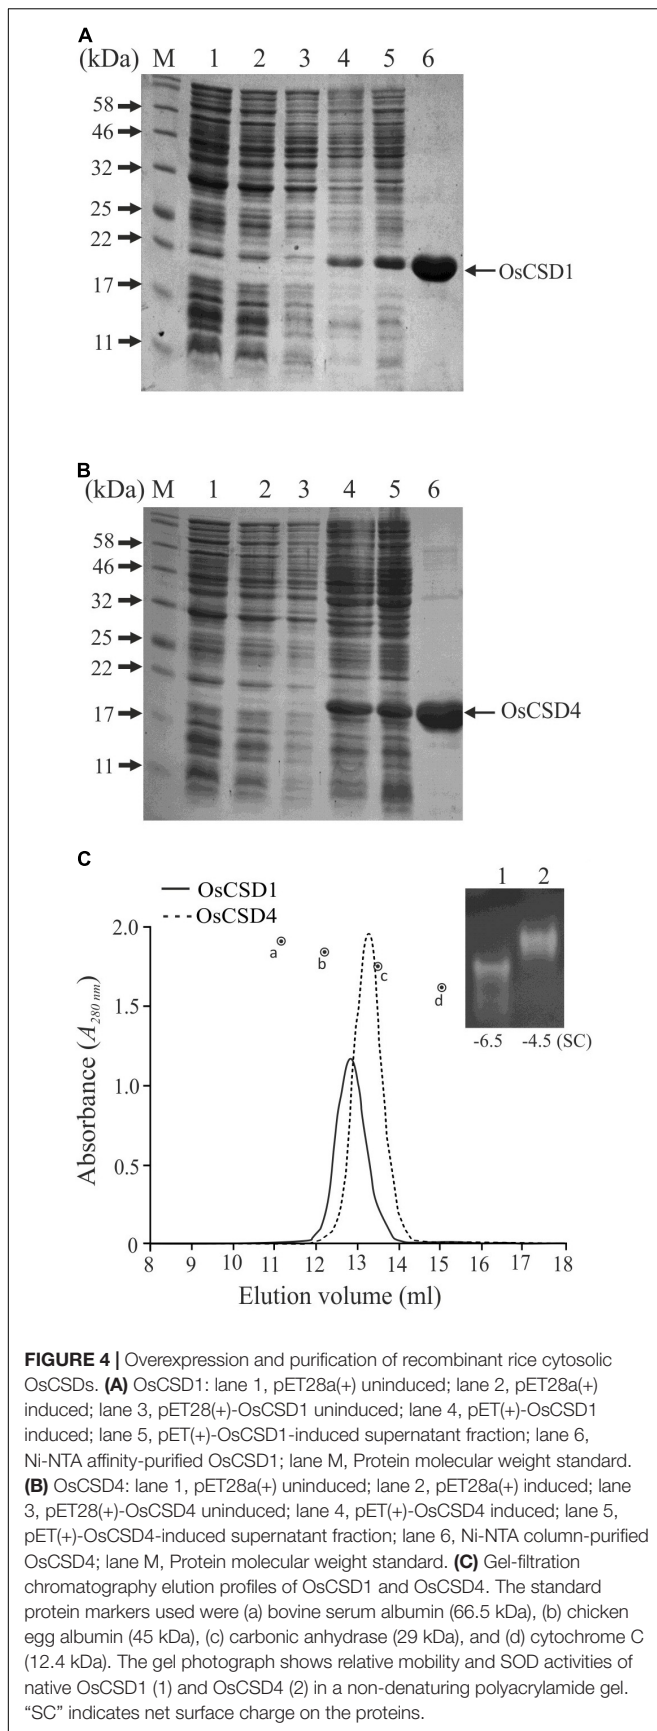 A
(kDa) M 1 2 3 4 5 6
58
46
32
25
22
17
11
OsCSD1
B
(kDa) M 1 2 3 4 5 6
58
46
32
25
22
17
11
OsCSD4
C
OsCSD1
OsCSD4
1 2
-6.5 -4.5 (SC)
a
b
c
d
2.0
1.5
1.0
0.5
0
Absorbance (A280 nm)
8 9 10 11 12 13 14 15 16 17 18
Elution volume (ml)
FIGURE 4 | Overexpression and purification of recombinant rice cytosolic
OsCSDs. (A) OsCSD1: lane 1, pET28a(+) uninduced; lane 2, pET28a(+)
induced; lane 3, pET28(+)-OsCSD1 uninduced; lane 4, pET(+)-OsCSD1
induced; lane 5, pET(+)-OsCSD1-induced supernatant fraction; lane 6,
Ni-NTA affinity-purified OsCSD1; lane M, Protein molecular weight standard.
(B) OsCSD4: lane 1, pET28a(+) uninduced; lane 2, pET28a(+) induced; lane
3, pET28(+)-OsCSD4 uninduced; lane 4, pET(+)-OsCSD4 induced; lane 5,
pET(+)-OsCSD4-induced supernatant fraction; lane 6, Ni-NTA column-purified
OsCSD4; lane M, Protein molecular weight standard. (C) Gel-filtration
chromatography elution profiles of OsCSD1 and OsCSD4. The standard
protein markers used were (a) bovine serum albumin (66.5 kDa), (b) chicken
egg albumin (45 kDa), (c) carbonic anhydrase (29 kDa), and (d) cytochrome C
(12.4 kDa). The gel photograph shows relative mobility and SOD activities of
native OsCSD1 (1) and OsCSD4 (2) in a non-denaturing polyacrylamide gel.
“SC” indicates net surface charge on the proteins.